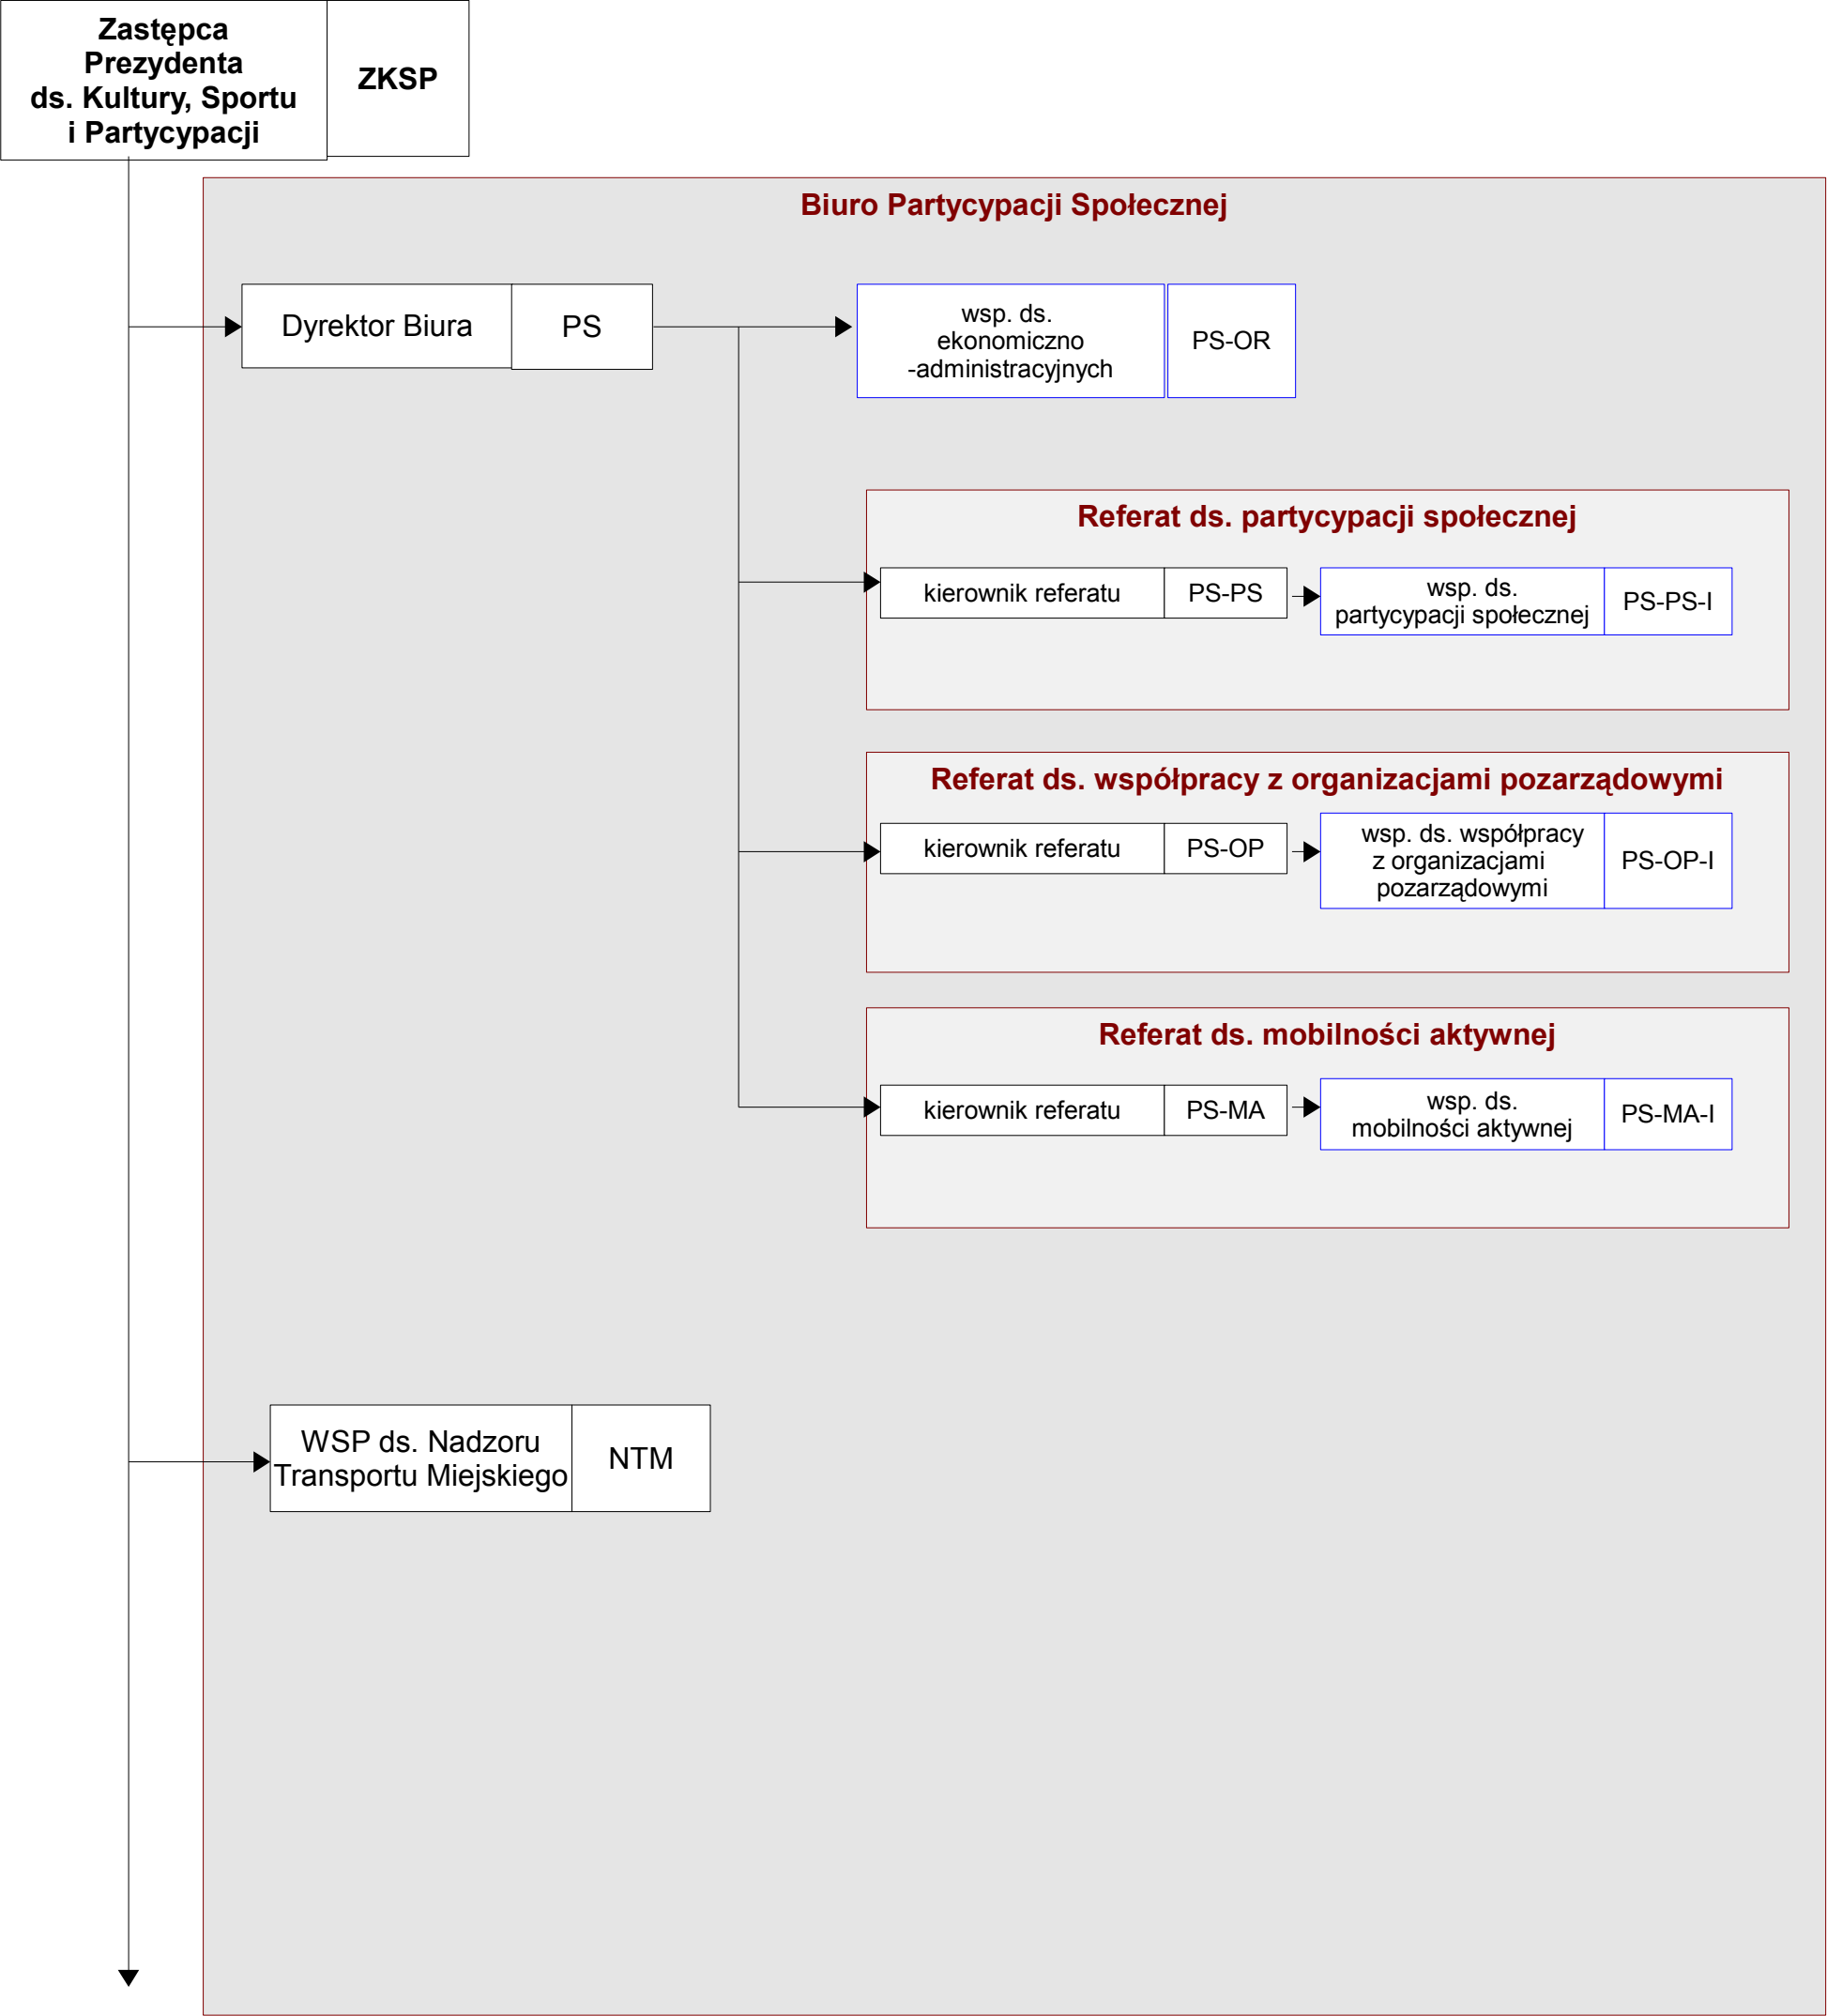 Zastępca
Prezydenta
ds. Kultury, Sportu
i Partycypacji
ZKSP
Biuro Partycypacji Społecznej
Dyrektor Biura
PS
wsp. ds.
ekonomiczno
-administracyjnych
PS-OR
Referat ds. partycypacji społecznej
kierownik referatu
PS-PS
wsp. ds.
partycypacji społecznej
PS-PS-I
Referat ds. współpracy z organizacjami pozarządowymi
kierownik referatu
PS-OP
wsp. ds. współpracy
z organizacjami
pozarządowymi
PS-OP-I
Referat ds. mobilności aktywnej
kierownik referatu
PS-MA
wsp. ds.
mobilności aktywnej
PS-MA-I
WSP ds. Nadzoru
Transportu Miejskiego
NTM